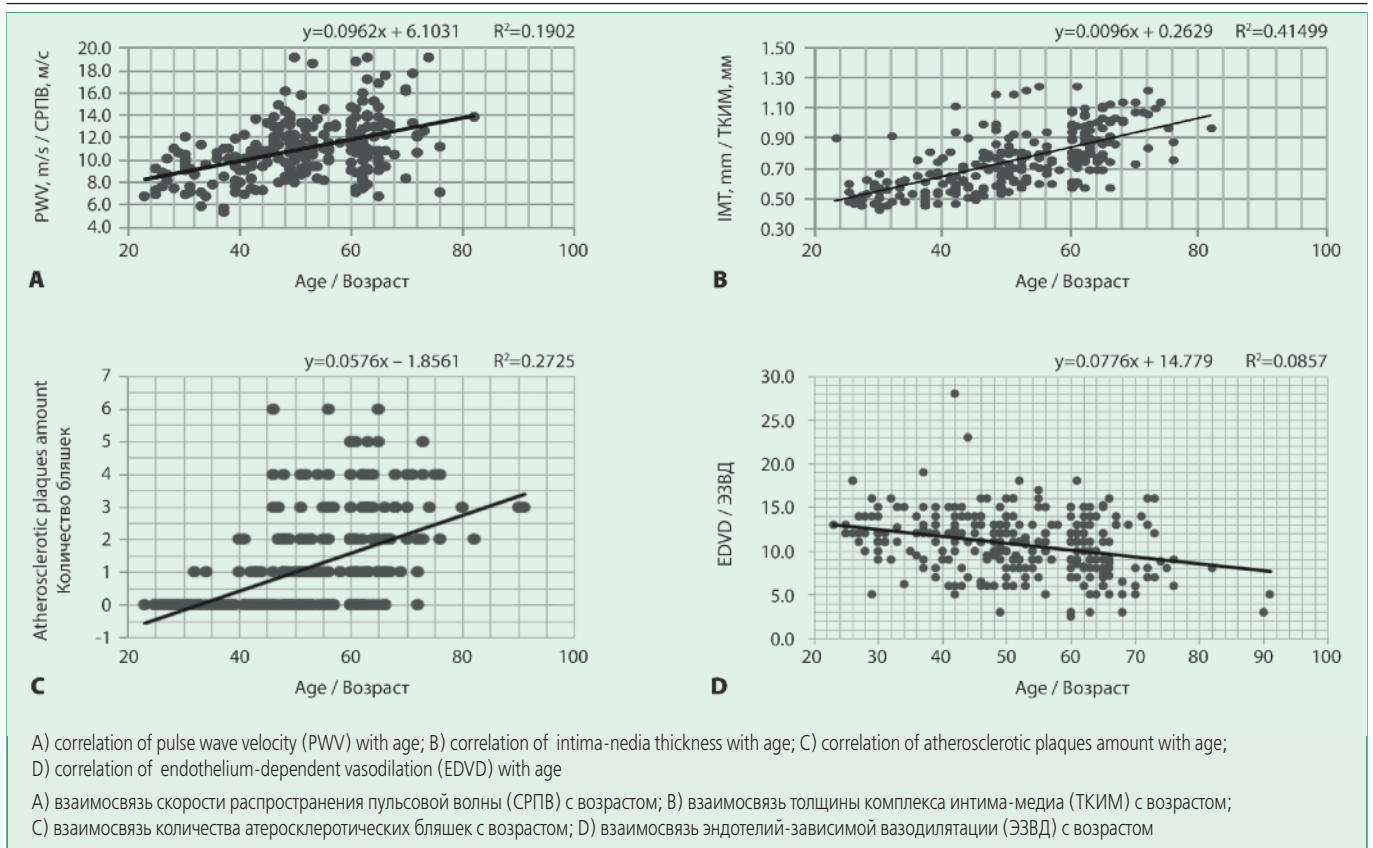 y=0.0962x + 6.1031 R²=0.1902
PWV, m/s / СРПВ, м/с
20.0
18.0
16.0
14.0
12.0
10.0
8.0
6.0
4.0
20 40 60 80 100
A
Age / Возраст
y=0.0096x + 0.2629 R²=0.41499
IMT, mm / ТКИМ, мм
1.50
1.30
1.10
0.90
0.70
0.50
0.30
20 40 60 80 100
B
Age / Возраст
y=0.0576x – 1.8561 R²=0.2725
Atherosclerotic plaques amount
Количество бляшек
7
6
5
4
3
2
1
0
-1
20 40 60 80 100
C
Age / Возраст
y=0.0776x + 14.779 R²=0.0857
EDVD / ЭЗВД
30.0
25.0
20.0
15.0
10.0
5.0
0.0
20 30 40 50 60 70 80 90 100
D
Age / Возраст
A) correlation of pulse wave velocity (PWV) with age; B) correlation of intima-nedia thickness with age; C) correlation of atherosclerotic plaques amount with age;
D) correlation of endothelium-dependent vasodilation (EDVD) with age
А) взаимосвязь скорости распространения пульсовой волны (СРПВ) с возрастом; В) взаимосвязь толщины комплекса интима-медиа (ТКИМ) с возрастом;
С) взаимосвязь количества атеросклеротических бляшек с возрастом; D) взаимосвязь эндотелий-зависимой вазодилятации (ЭЗВД) с возрастом